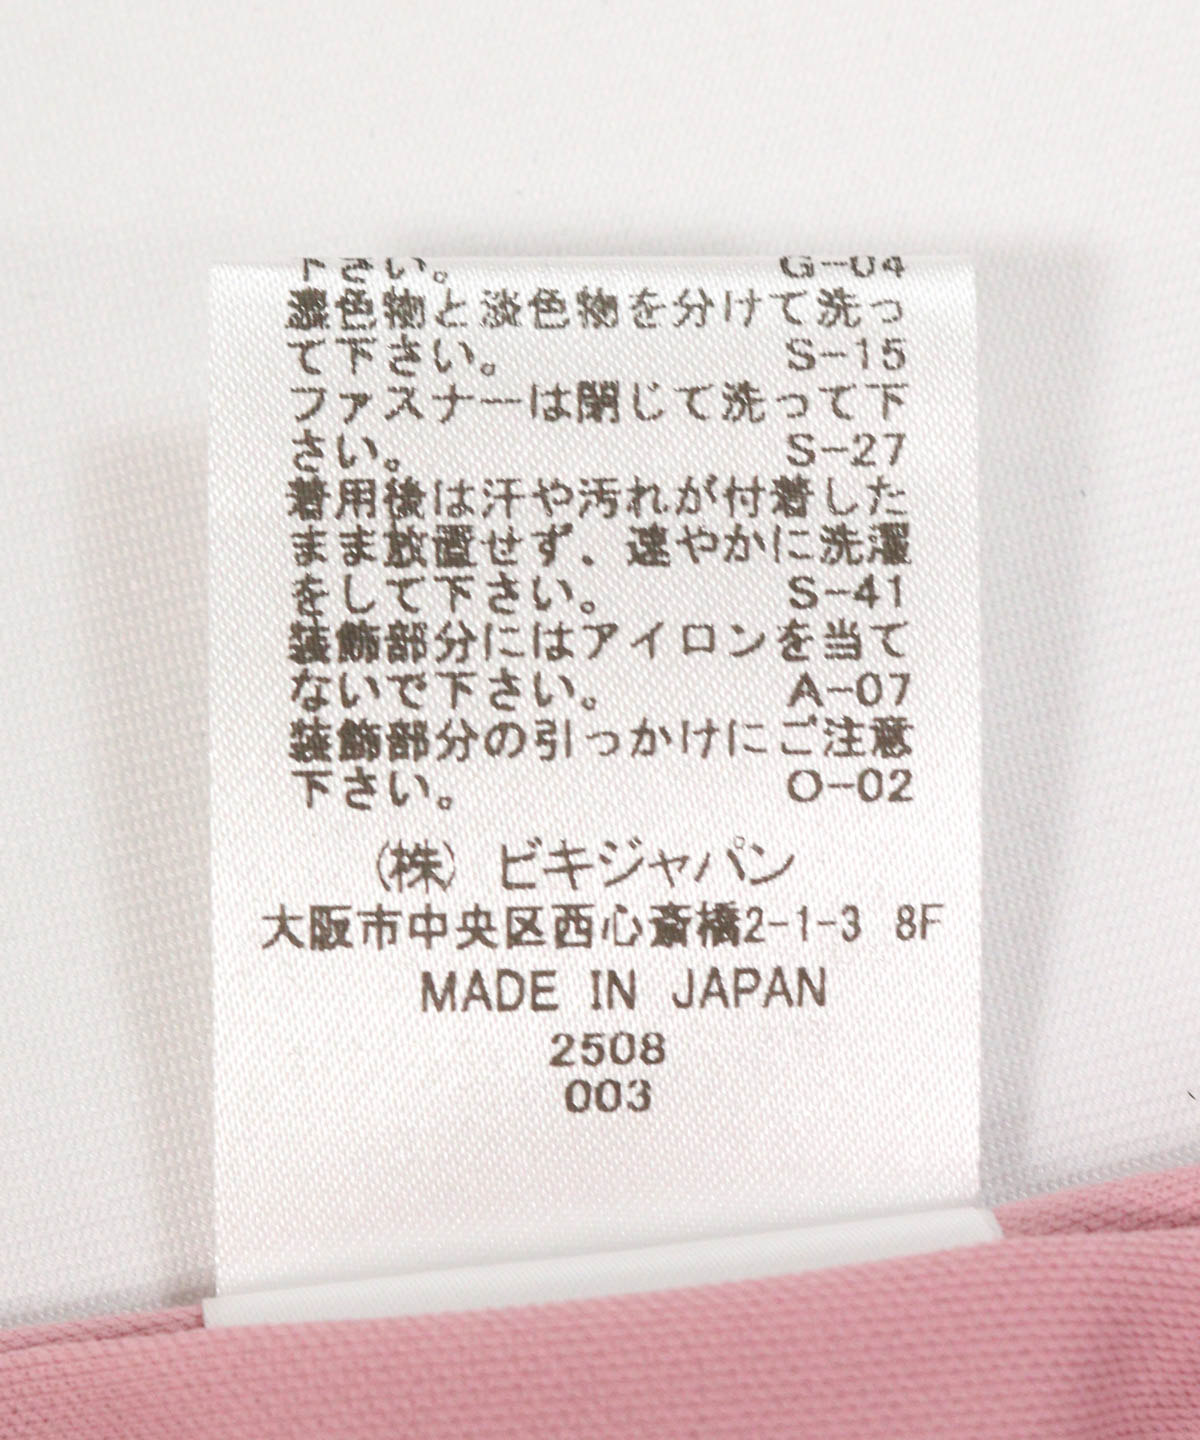 下さい。 G-04
濃色物と淡色物を分けて洗っ
て下さい。 S-15
ファスナーは閉じて洗って下
さい。 S-27
着用後は汗や汚れが付着した
まま放置せず、速やかに洗濯
をして下さい。 S-41
装飾部分にはアイロンを当て
ないで下さい。 A-07
装飾部分の引っかけにご注意
下さい。 O-02
(株) ビキジャパン
大阪市中央区西心斎橋2-1-3 8F
MADE IN JAPAN
2508
003